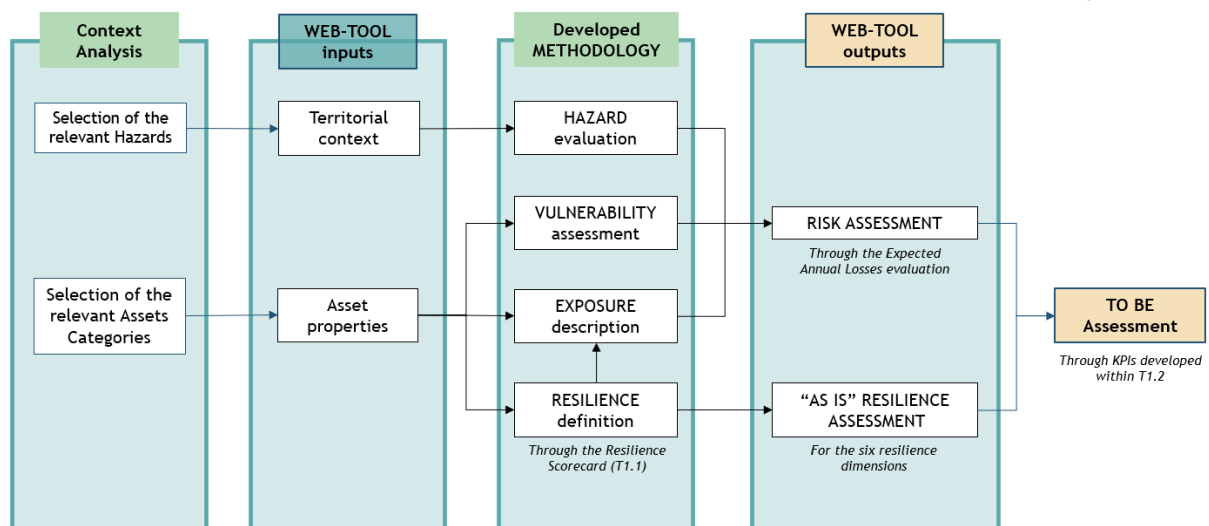 Context
Analysis
WEB-TOOL
inputs
Developed
METHODOLOGY
WEB-TOOL
outputs
Selection of the
relevant Hazards
Territorial
context
HAZARD
evaluation
VULNERABILITY
assessment
RISK ASSESSMENT
Through the Expected
Annual Losses evaluation
Selection of the
relevant Assets
Categories
Asset
properties
EXPOSURE
description
TO BE
Assessment
Through KPIs developed
within T1.2
RESILIENCE
definition
Through the Resilience
Scorecard (T1.1)
“AS IS” RESILIENCE
ASSESSMENT
For the six resilience
dimensions